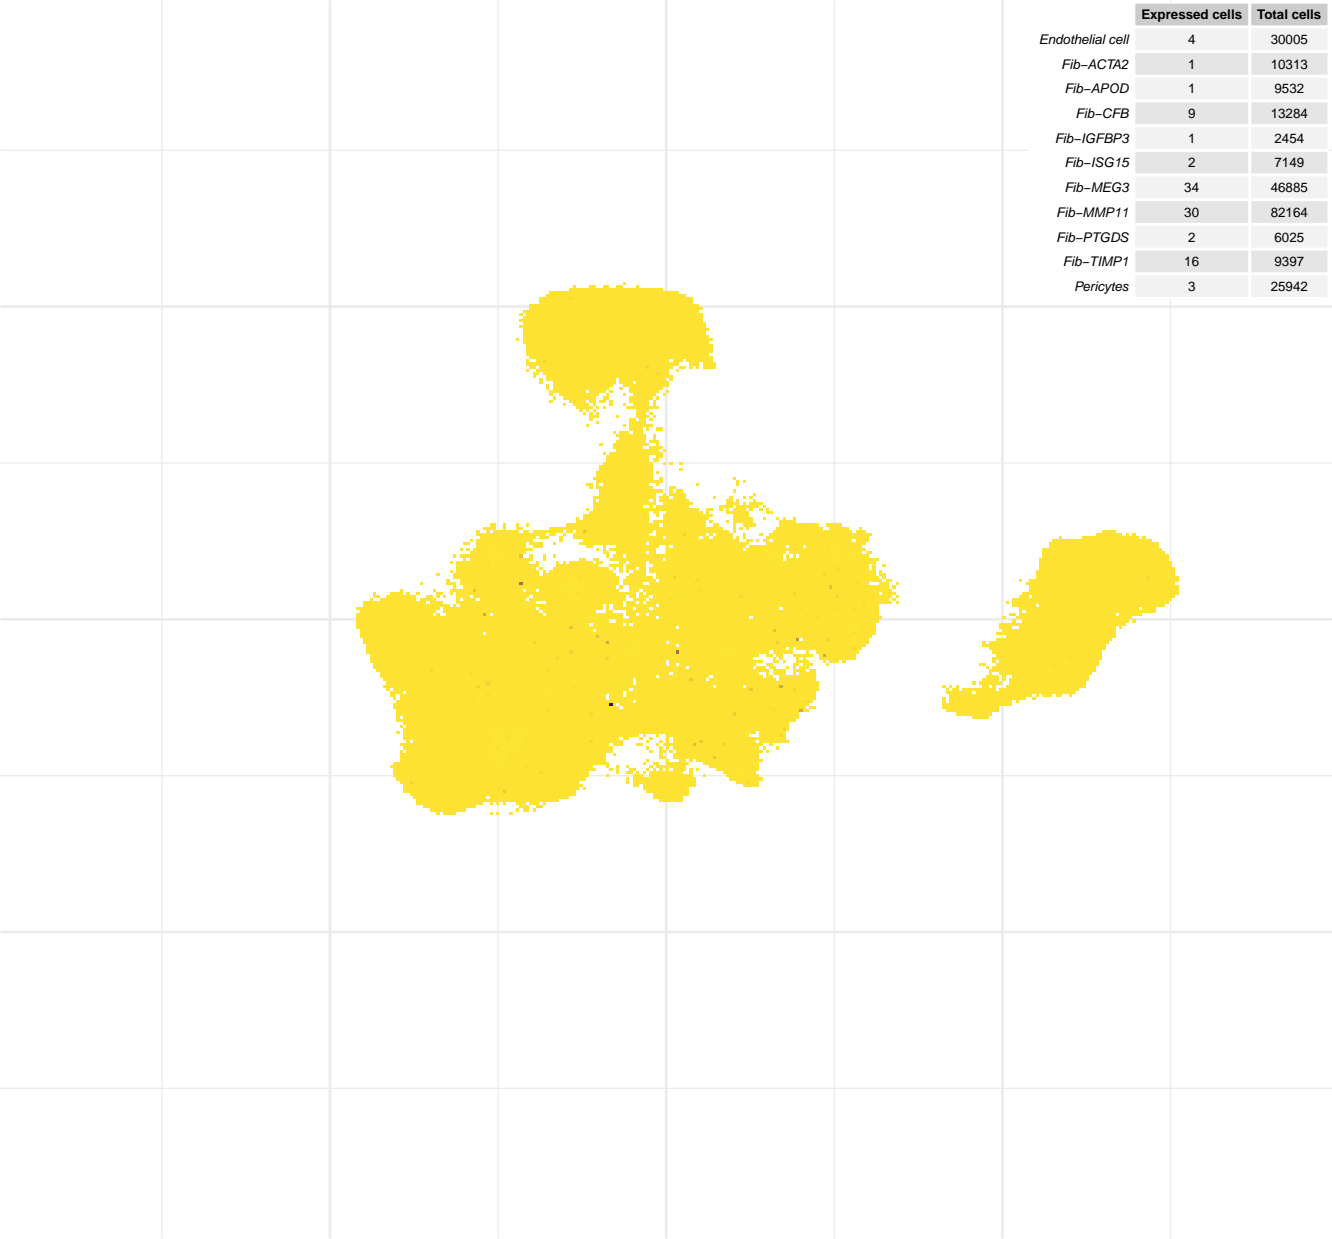 Expressed cells Total cells
Endothelial cell 4 30005
Fib−ACTA2 1 10313
Fib−APOD 1 9532
Fib−CFB 9 13284
Fib−IGFBP3 1 2454
Fib−ISG15 2 7149
Fib−MEG3 34 46885
Fib−MMP11 30 82164
Fib−PTGDS 2 6025
Fib−TIMP1 16 9397
Pericytes 3 25942